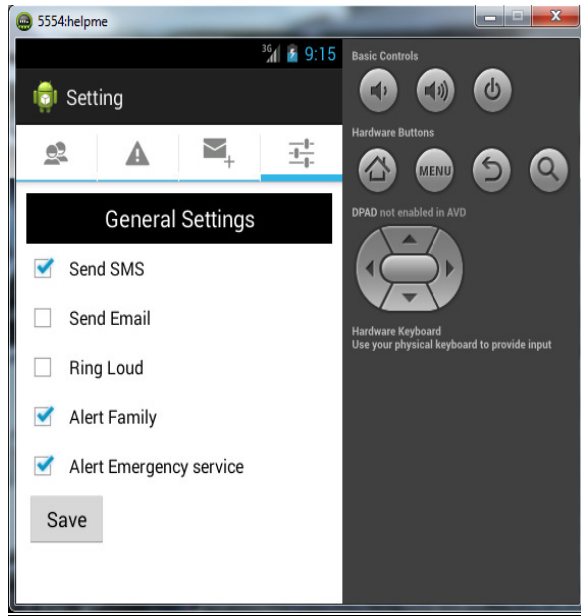 5554:helpme
3G 9:15
Setting
General Settings
Send SMS
Send Email
Ring Loud
Alert Family
Alert Emergency service
Save
Basic Controls
Hardware Buttons
MENU
DPAD not enabled in AVD
Hardware Keyboard
Use your physical keyboard to provide input